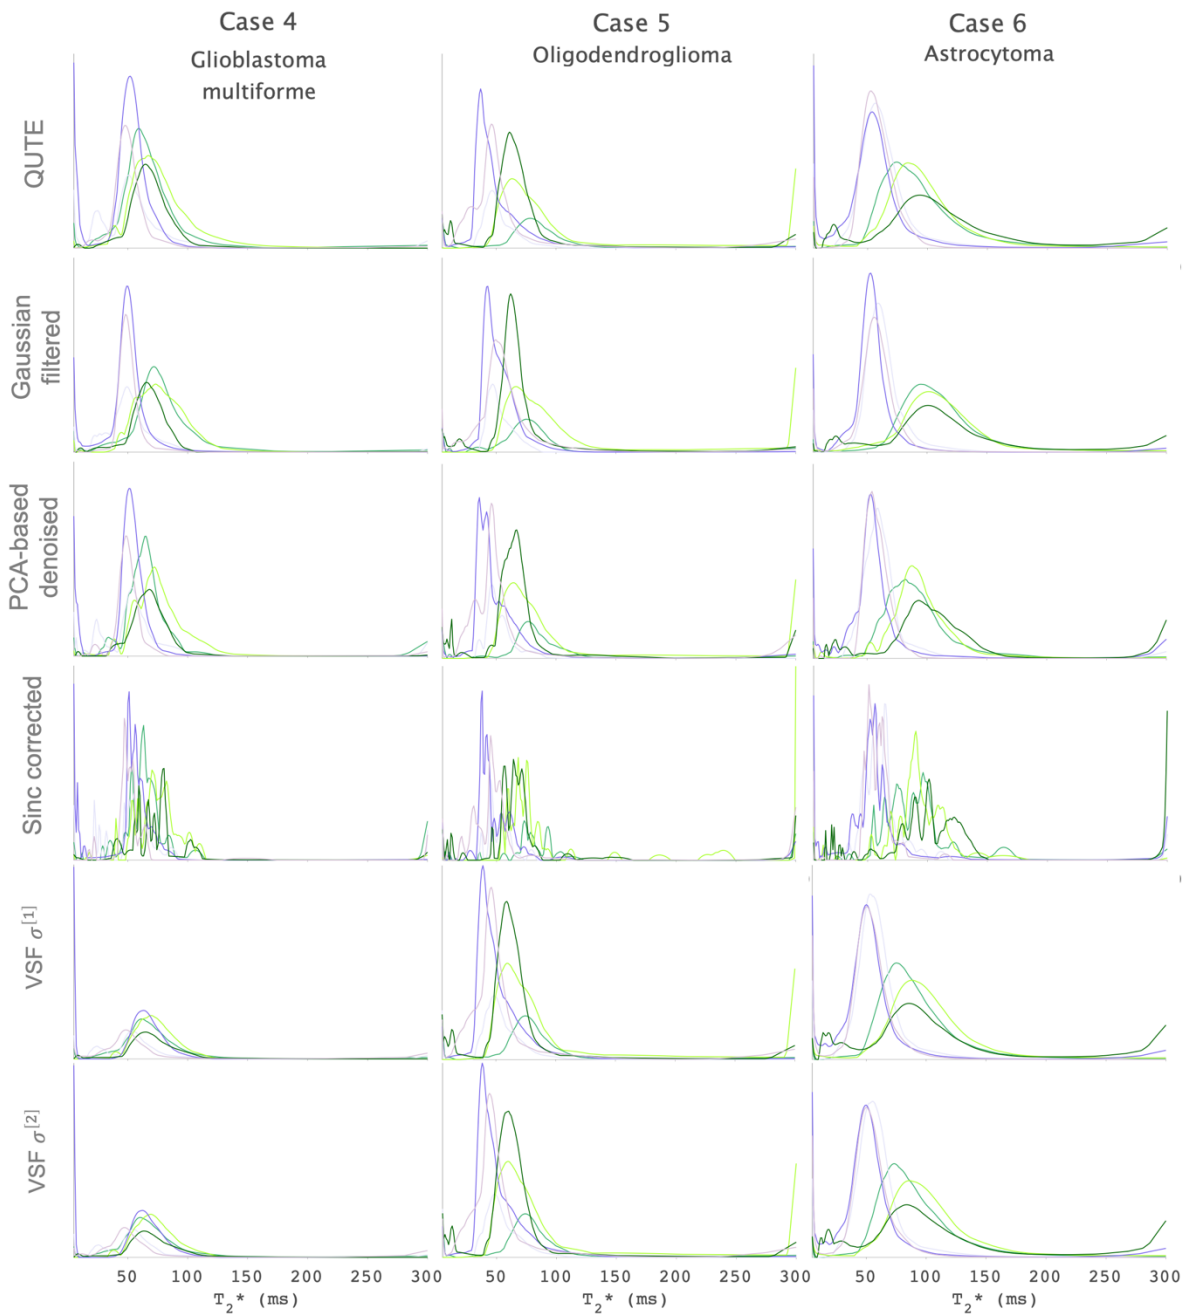 Case 4
Glioblastoma
multiforme
Case 5
Oligodendroglioma
Case 6
Astrocytoma
QUTE
Gaussian
filtered
PCA-based
denoised
Sinc corrected
VSF σ[1]
VSF σ[2]
50 100 150 200 250 300
50 100 150 200 250 300
50 100 150 200 250 300
T2* (ms)
T2* (ms)
T2* (ms)